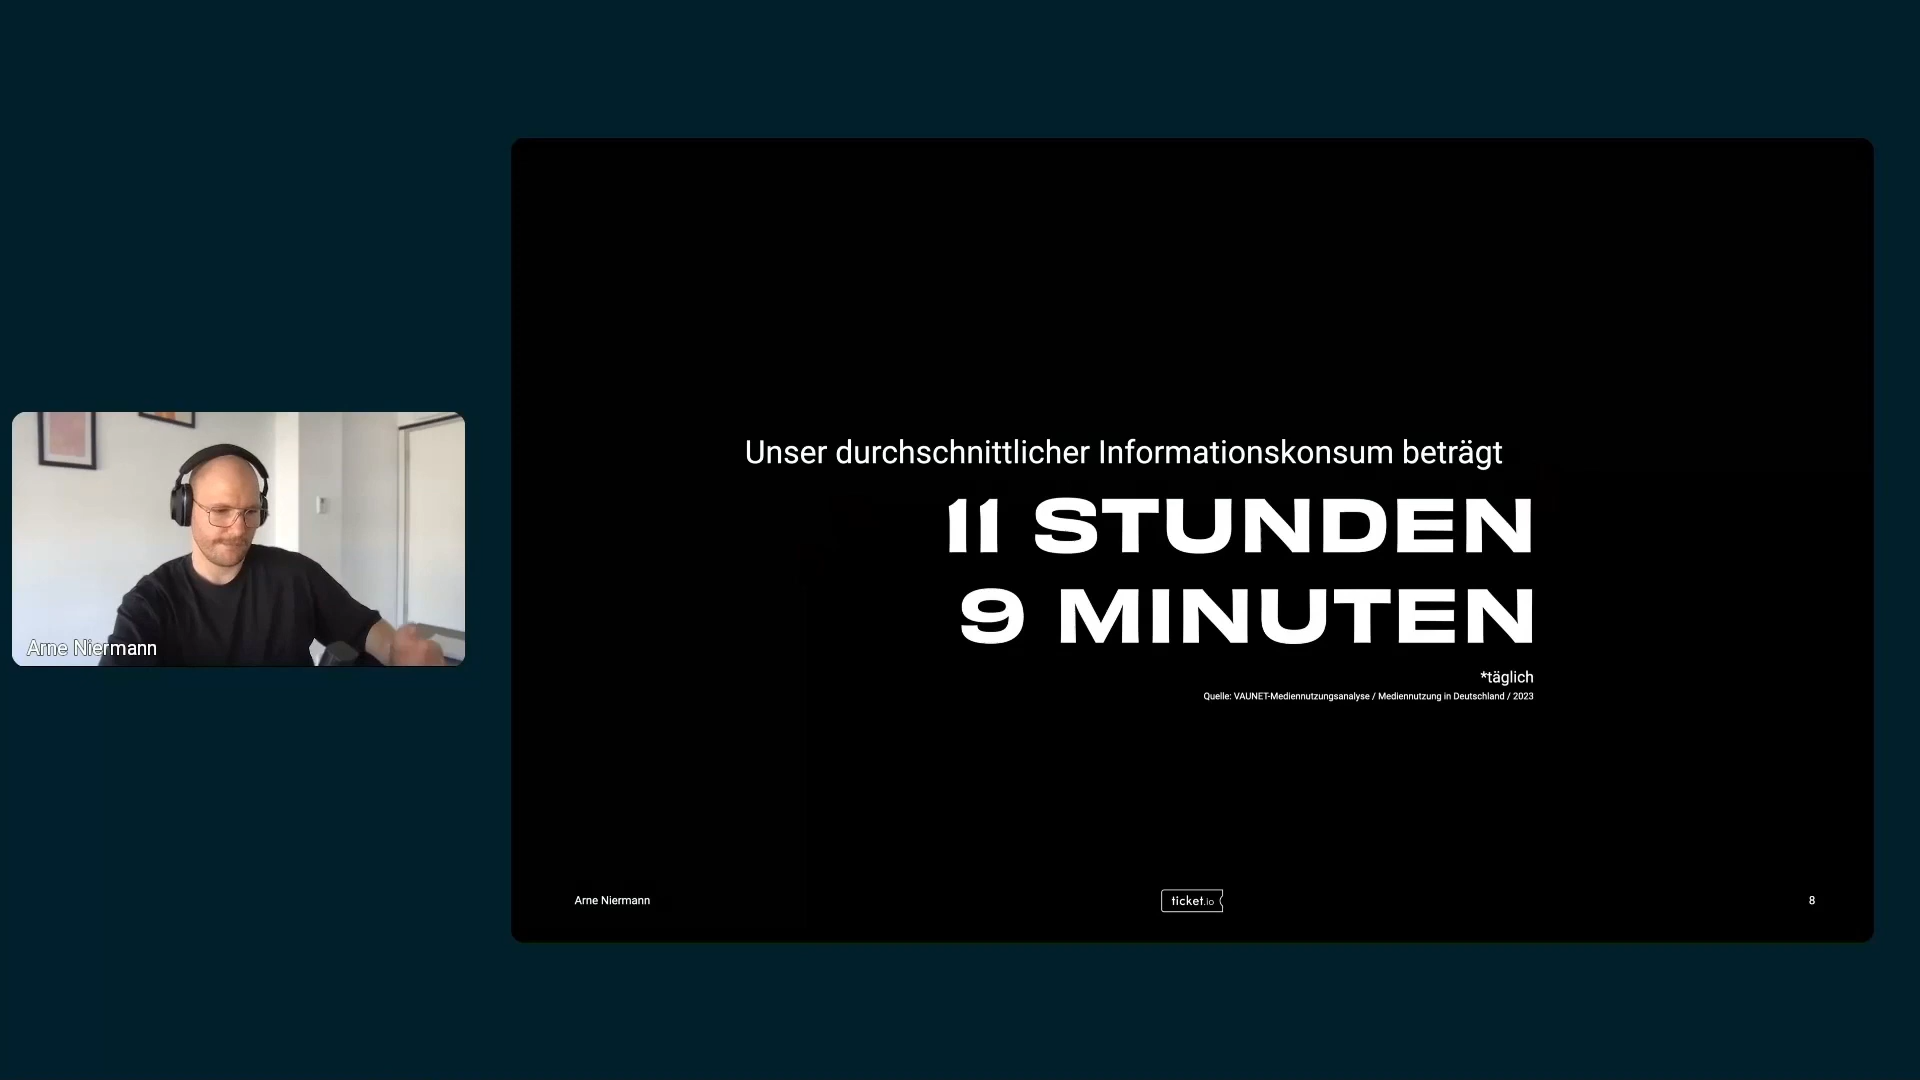 Arne Niermann
Unser durchschnittlicher Informationskonsum beträgt
11 STUNDEN
9 MINUTEN
*täglich
Quelle: VAUNET-Mediennutzungsanalyse / Mediennutzung in Deutschland / 2023
Arne Niermann
ticket.io
8